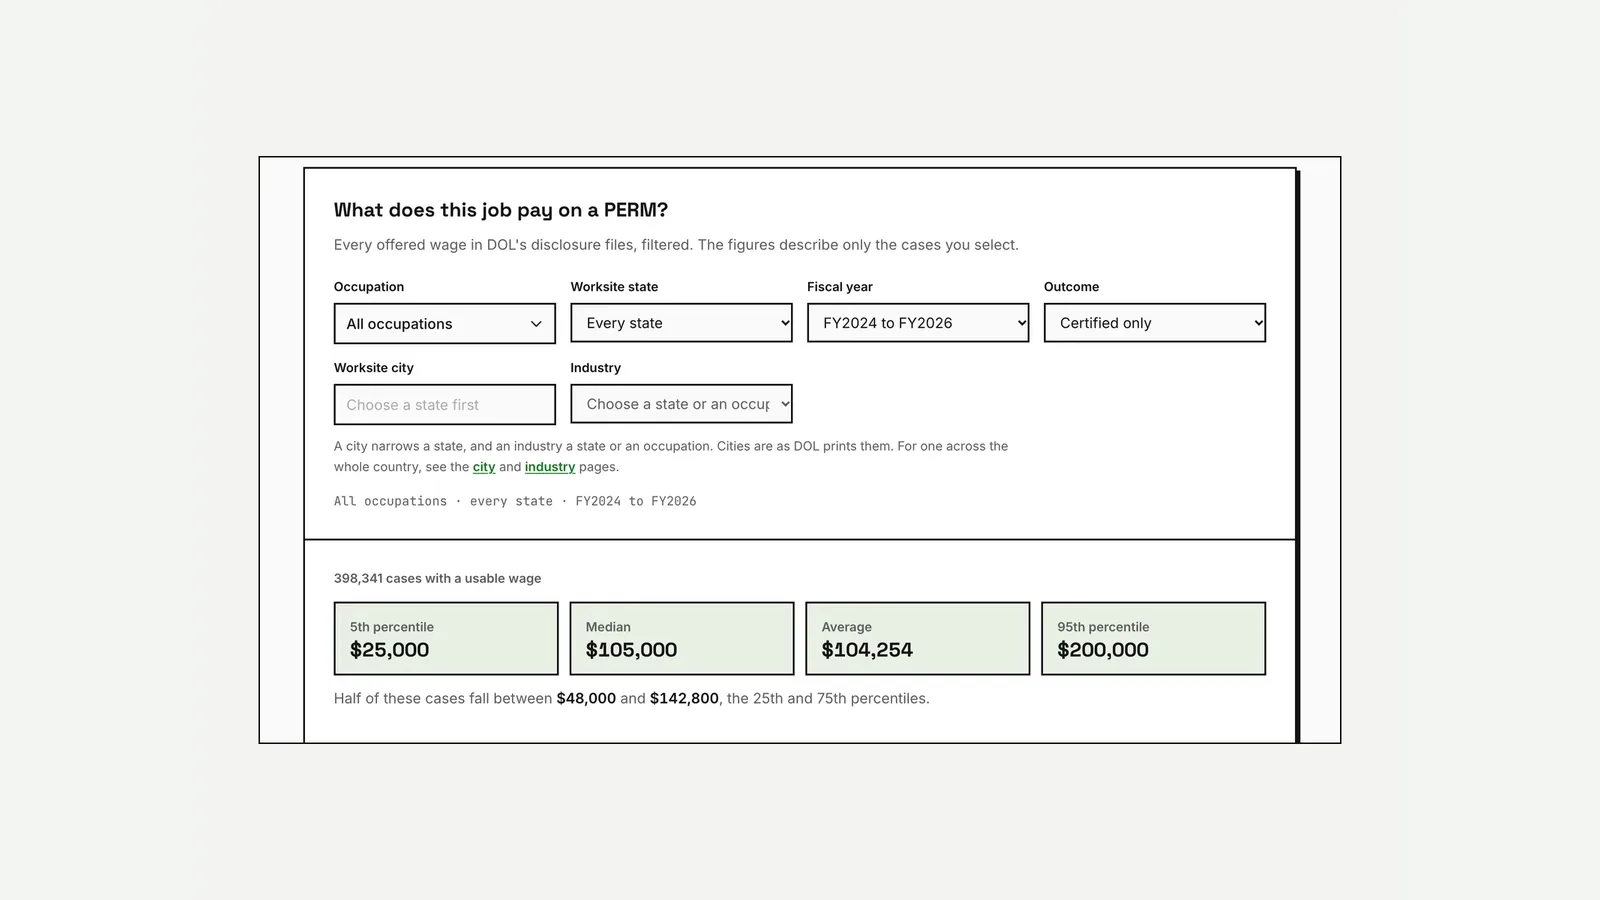 What does this job pay on a PERM?
Every offered wage in DOL's disclosure files, filtered. The figures describe only the cases you select.
Occupation Worksite state Fiscal year Outcome
All occupations Every state FY2024 to FY2026 Certified only
Worksite city Industry
Choose a state first Choose a state or an occup
A city narrows a state, and an industry a state or an occupation. Cities are as DOL prints them. For one across the
whole country, see the city and industry pages.
All occupations · every state · FY2024 to FY2026
398,341 cases with a usable wage
5th percentile Median Average 95th percentile
$25,000 $105,000 $104,254 $200,000
Half of these cases fall between $48,000 and $142,800, the 25th and 75th percentiles.